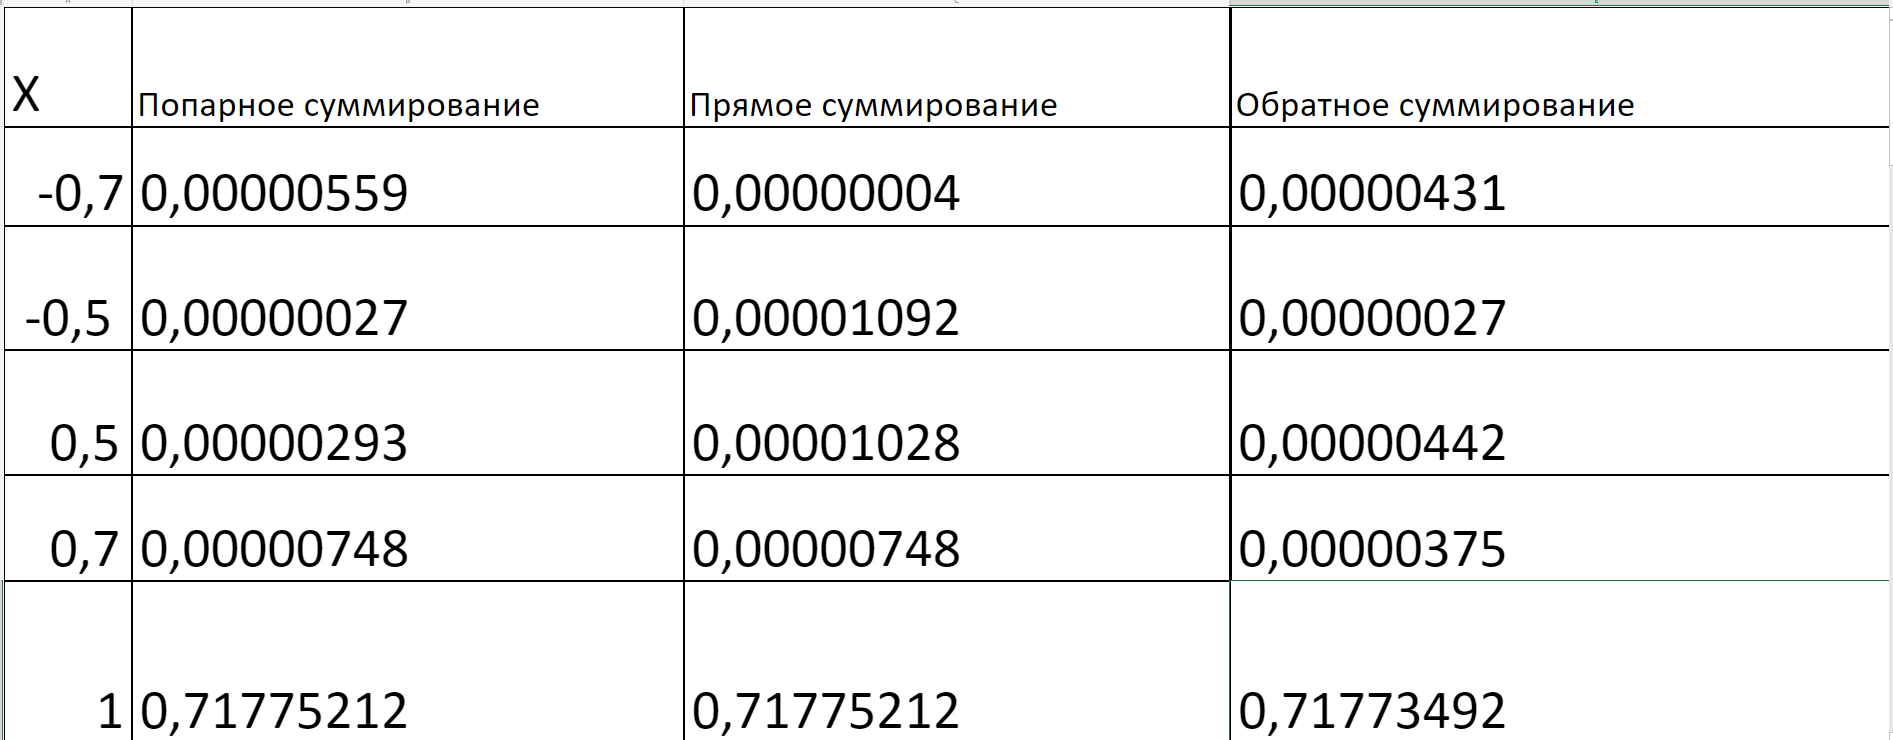 X Попарное суммирование Прямое суммирование Обратное суммирование
-0,7 0,00000559 0,00000004 0,00000431
-0,5 0,00000027 0,00001092 0,00000027
0,5 0,00000293 0,00001028 0,00000442
0,7 0,00000748 0,00000748 0,00000375
1 0,71775212 0,71775212 0,71773492